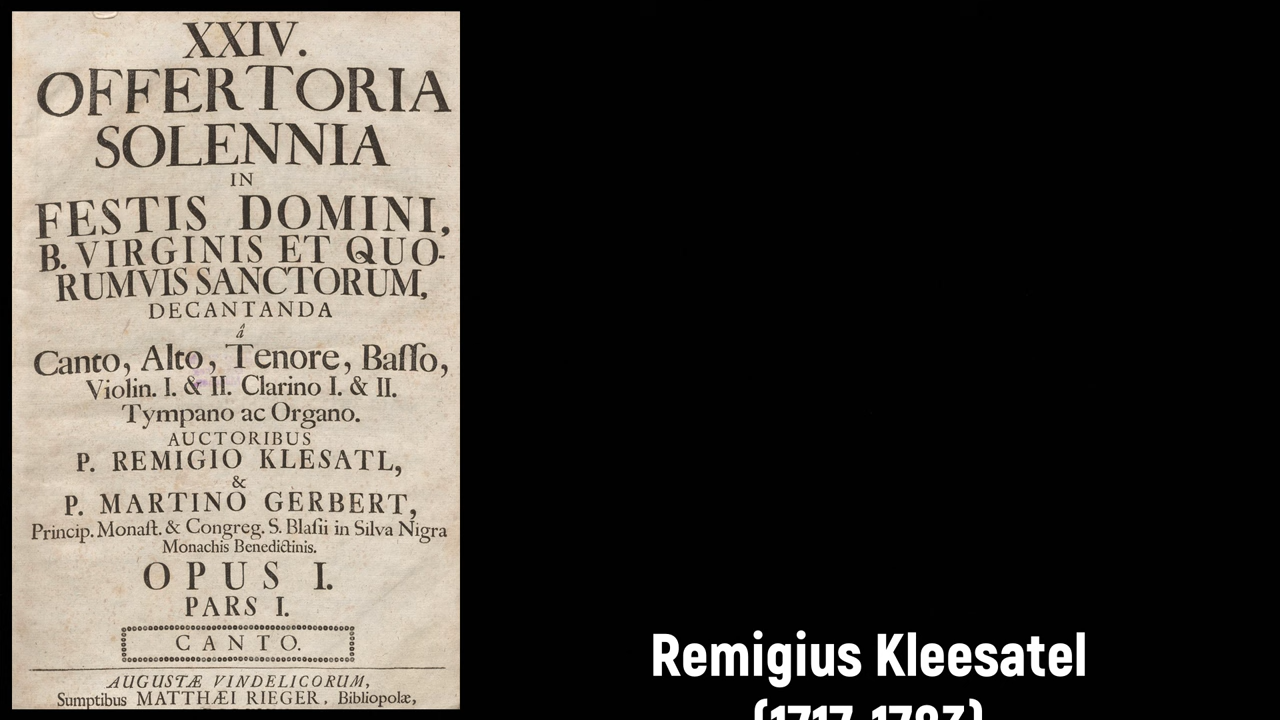 XXIV.
OFFERTORIA
SOLENNIA
IN
FESTIS DOMINI,
B. VIRGINIS ET QUO-
RUMVIS SANCTORUM,
DECANTANDA
â
Canto, Alto, Tenore, Baſſo,
Violin. I. & II. Clarino I. & II.
Tympano ac Organo.
AUCTORIBUS
P. REMIGIO KLESATL,
&
P. MARTINO GERBERT,
Princip. Monaſt. & Congreg. S. Blaſii in Silva Nigra
Monachis Benedictinis.
OPUS I.
PARS I.
CANTO.
AUGUSTÆ VINDELICORUM,
Sumptibus MATTHÆI RIEGER, Bibliopolæ,
Remigius Kleesatel